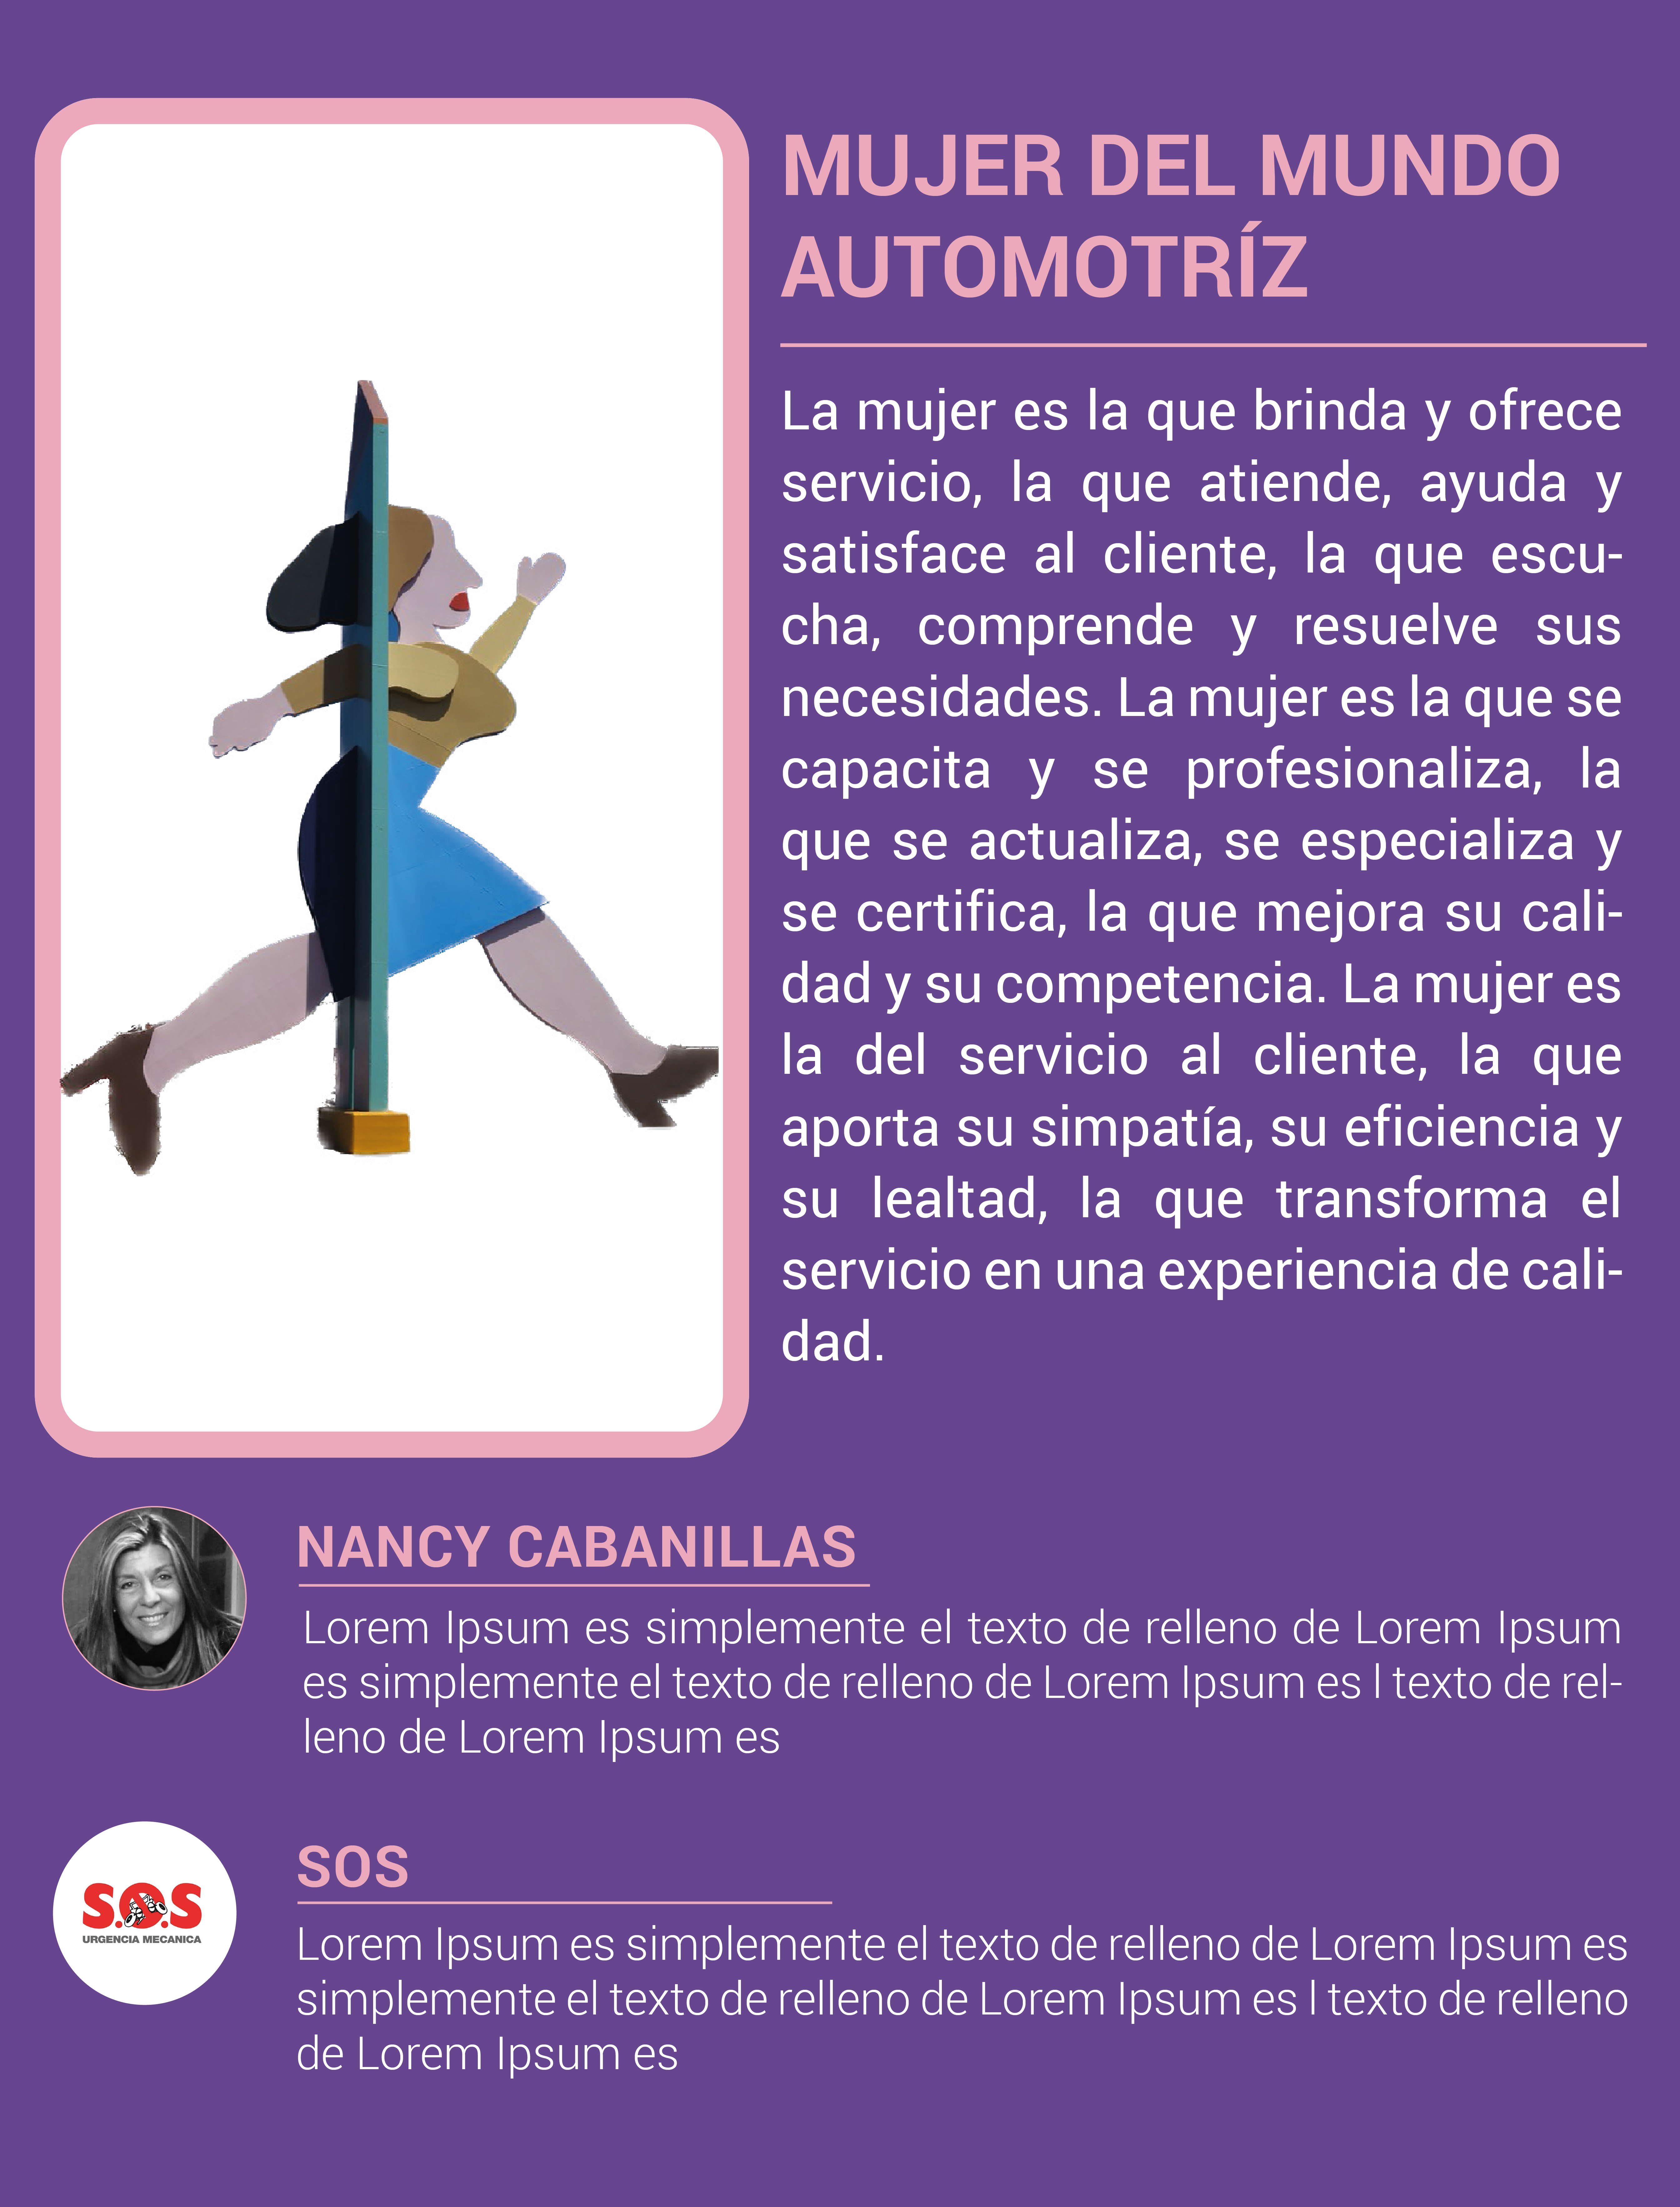 MUJER DEL MUNDO
AUTOMOTRÍZ
La mujer es la que brinda y ofrece
servicio, la que atiende, ayuda y
satisface al cliente, la que escu-
cha, comprende y resuelve sus
necesidades. La mujer es la que se
capacita y se profesionaliza, la
que se actualiza, se especializa y
se certifica, la que mejora su cali-
dad y su competencia. La mujer es
la del servicio al cliente, la que
aporta su simpatía, su eficiencia y
su lealtad, la que transforma el
servicio en una experiencia de cali-
dad.
NANCY CABANILLAS
Lorem Ipsum es simplemente el texto de relleno de Lorem Ipsum
es simplemente el texto de relleno de Lorem Ipsum es l texto de rel-
leno de Lorem Ipsum es
S.O.S
URGENCIA MECANICA
SOS
Lorem Ipsum es simplemente el texto de relleno de Lorem Ipsum es
simplemente el texto de relleno de Lorem Ipsum es l texto de relleno
de Lorem Ipsum es